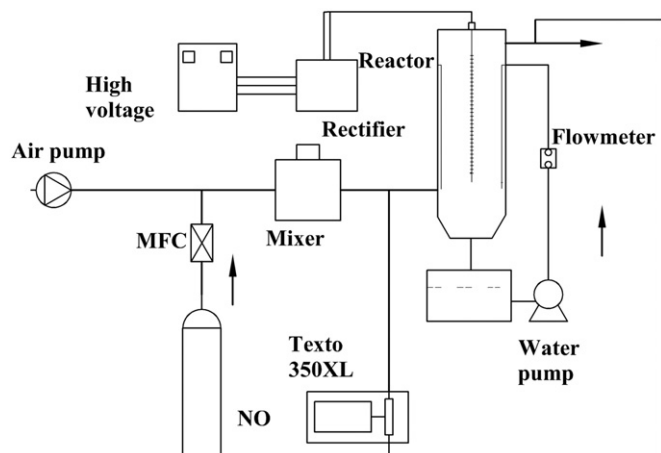 Reactor
High
voltage
Rectifier
Flowmeter
Air pump
MFC
Mixer
Texto
350XL
Water
pump
NO